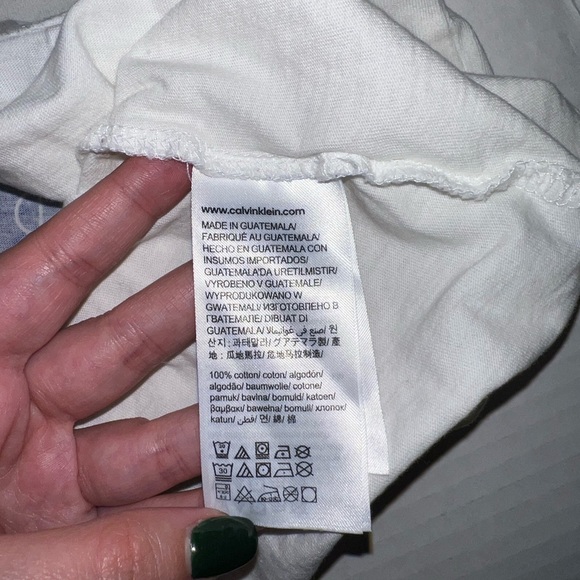 www.calvinklein.com
MADE IN GUATEMALA/
FABRIQUÉ AU GUATEMALA/
HECHO EN GUATEMALA CON
INSUMOS IMPORTADOS/
GUATEMALA'DA URETILMISTIR/
VYROBENO V GUATEMALE/
WYPRODUKOWANO W
GWATEMALI/ ИЗГОТОВЛЕНО В
ГВАТЕМАЛЕ/ DIBUAT DI
GUATEMALA/ صنع في غواتيمالا/ 원
산지 : 과테말라/ グアテマラ製/ 產
地 : 瓜地馬拉/ 危地马拉制造/
100% cotton/ coton/ algodón/
algodão/ baumwolle/ cotone/
pamuk/ bavlna/ bomuld/ katoen/
βαμβακι/ bawełna/ bomull/ хлопок/
katun/ قطن/ 면/ 綿/ 棉
30